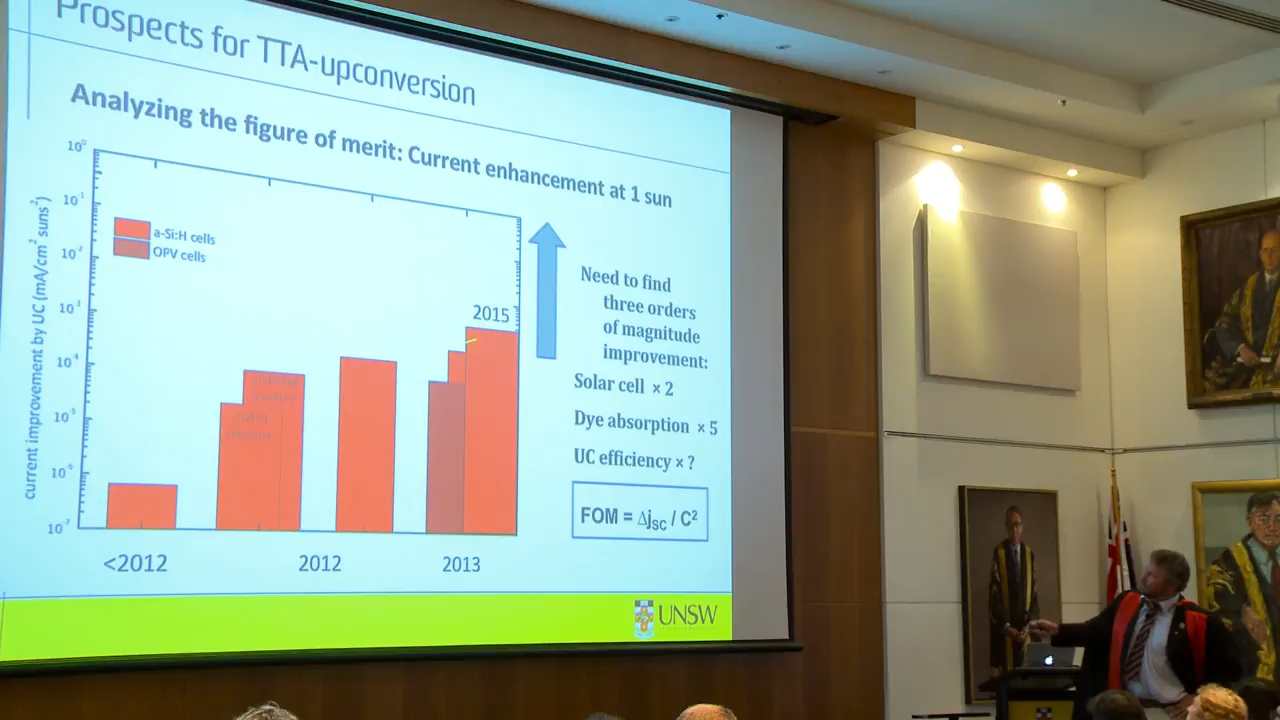 Prospects for TTA-upconversion
Analyzing the figure of merit: Current enhancement at 1 sun
current improvement by UC (mA/cm² suns²)
10⁰
10⁻¹
10⁻²
10⁻³
10⁻⁴
10⁻⁵
10⁻⁶
10⁻⁷
a-Si:H cells
OPV cells
2015
<2012
2012
2013
Need to find
three orders
of magnitude
improvement:
Solar cell × 2
Dye absorption × 5
UC efficiency × ?
FOM = Δjsc / C²
UNSW